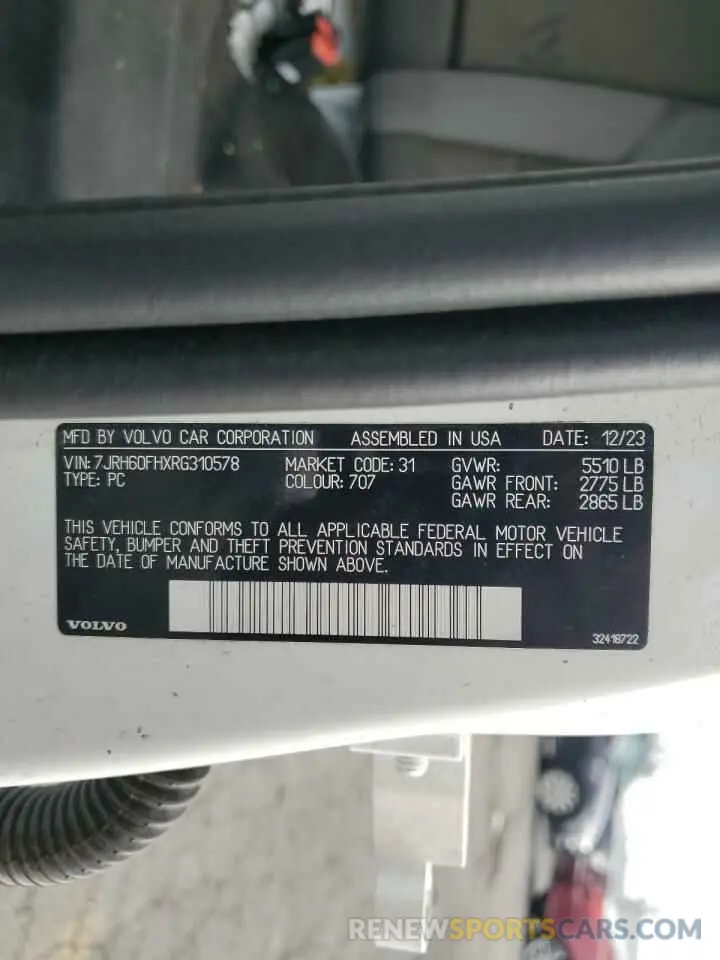 MFD BY VOLVO CAR CORPORATION ASSEMBLED IN USA DATE: 12/23
VIN: 7JRH60FHXRG310578 MARKET CODE: 31 GVWR: 5510 LB
TYPE: PC COLOUR: 707 GAWR FRONT: 2775 LB
GAWR REAR: 2865 LB
THIS VEHICLE CONFORMS TO ALL APPLICABLE FEDERAL MOTOR VEHICLE
SAFETY, BUMPER AND THEFT PREVENTION STANDARDS IN EFFECT ON
THE DATE OF MANUFACTURE SHOWN ABOVE.
VOLVO 32418722
RENEWSPORTSCAR.COM